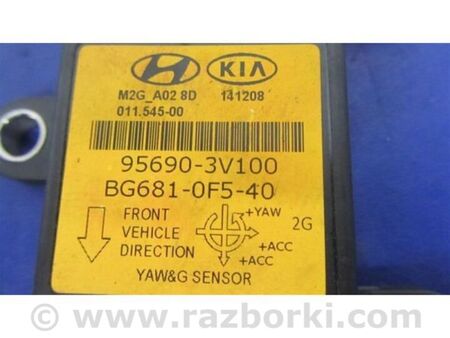 KIA
M2G_A02 8D 141208
011.545-00
95690-3V100
BG681-0F5-40
FRONT
VEHICLE
DIRECTION
+YAW 2G
+ACC
+ACC
YAW&G SENSOR
© www.razborki.com